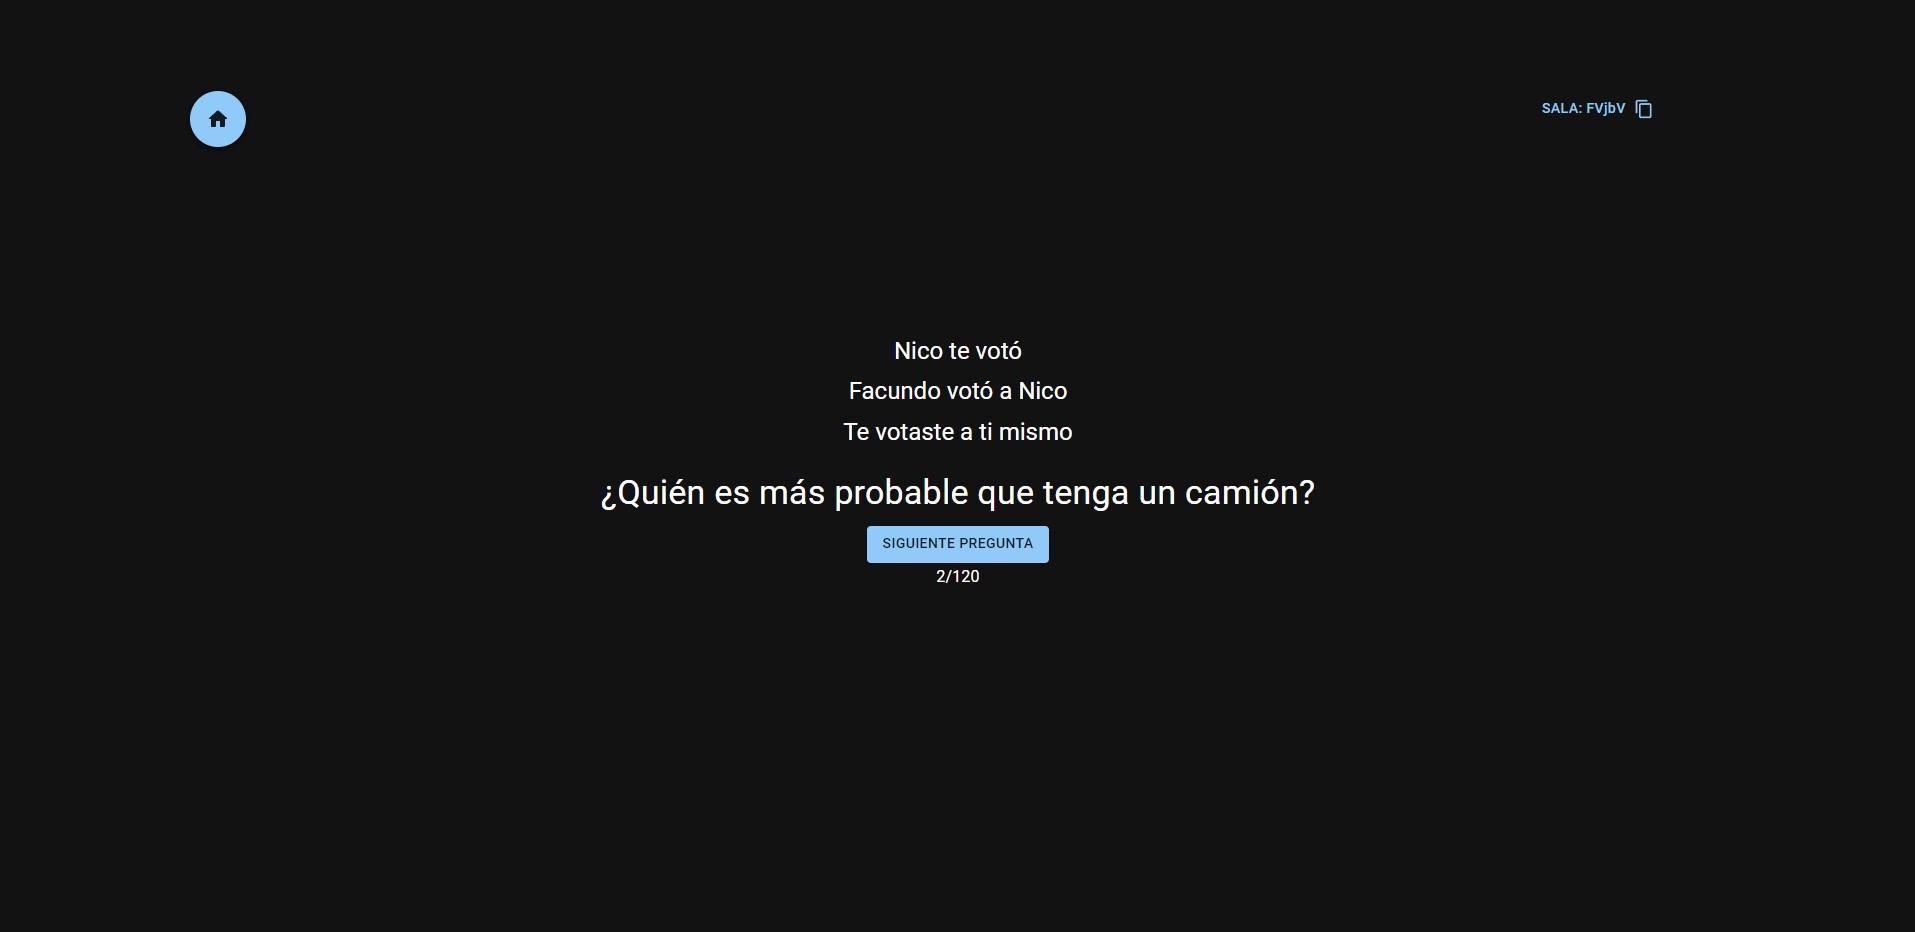 SALA: FVjbV
Nico te votó
Facundo votó a Nico
Te votaste a ti mismo
¿Quién es más probable que tenga un camión?
SIGUIENTE PREGUNTA
2/120